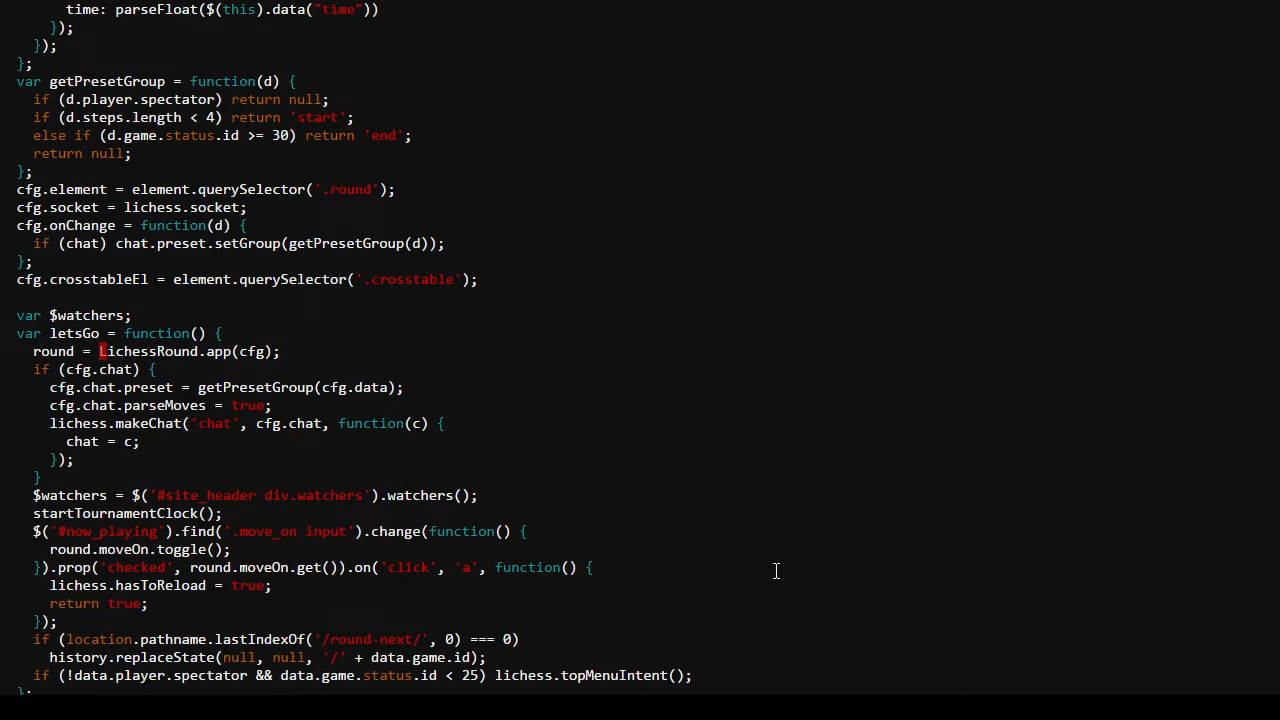 time: parseFloat($(this).data("time"))
});
});
};
var getPresetGroup = function(d) {
if (d.player.spectator) return null;
if (d.steps.length < 4) return 'start';
else if (d.game.status.id >= 30) return 'end';
return null;
};
cfg.element = element.querySelector('.round');
cfg.socket = lichess.socket;
cfg.onChange = function(d) {
if (chat) chat.preset.setGroup(getPresetGroup(d));
};
cfg.crosstableEl = element.querySelector('.crosstable');
var $watchers;
var letsGo = function() {
round = LichessRound.app(cfg);
if (cfg.chat) {
cfg.chat.preset = getPresetGroup(cfg.data);
cfg.chat.parseMoves = true;
lichess.makeChat('chat', cfg.chat, function(c) {
chat = c;
});
}
$watchers = $('#site_header div.watchers').watchers();
startTournamentClock();
$('#now_playing').find('.move_on input').change(function() {
round.moveOn.toggle();
}).prop('checked', round.moveOn.get()).on('click', 'a', function() {
lichess.hasToReload = true;
return true;
});
if (location.pathname.lastIndexOf('/round-next/', 0) === 0)
history.replaceState(null, null, '/' + data.game.id);
if (!data.player.spectator && data.game.status.id < 25) lichess.topMenuIntent();
};